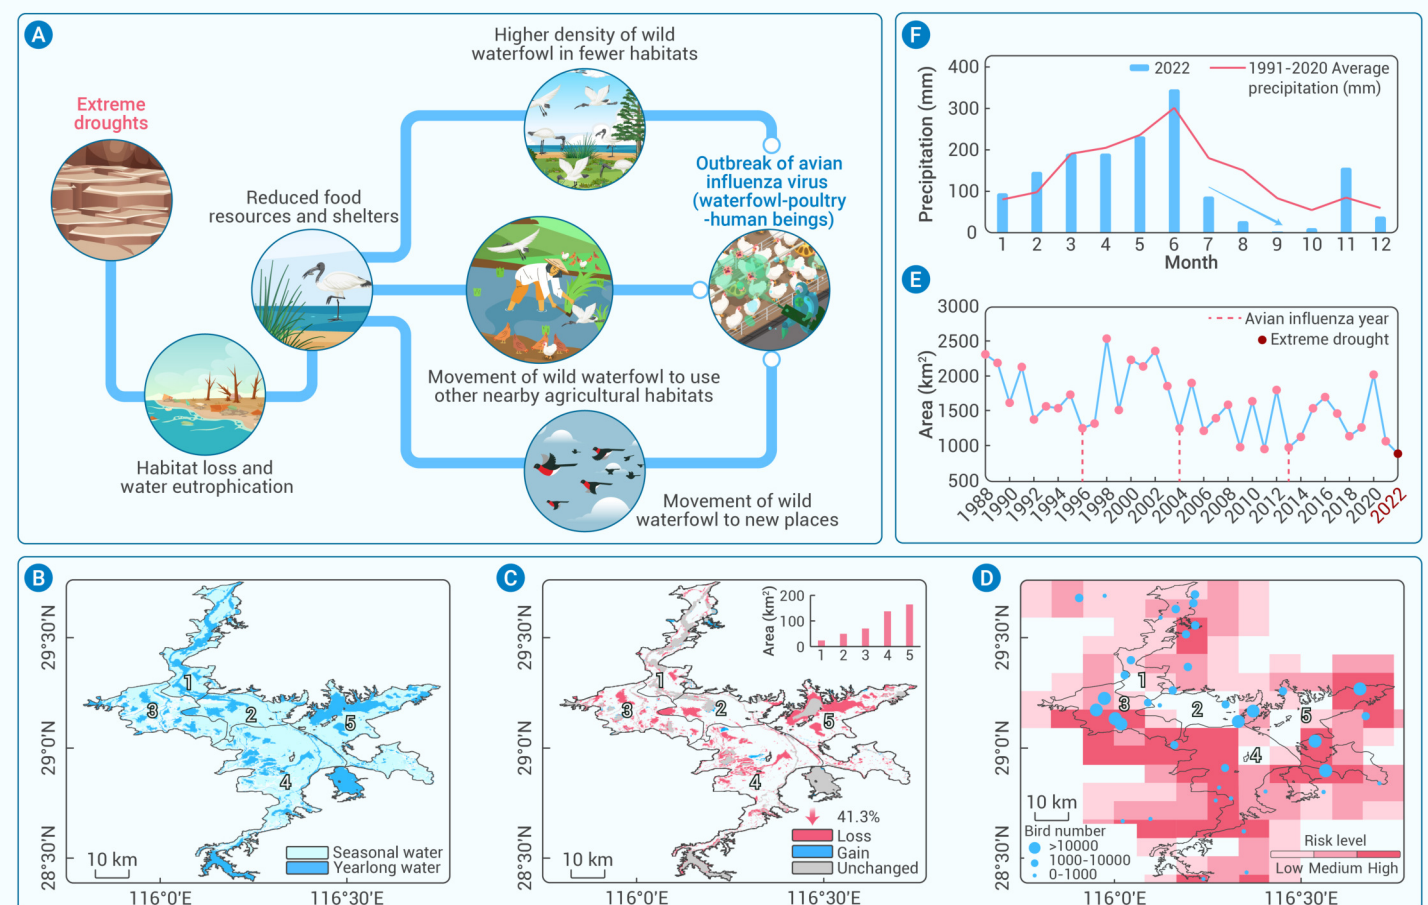 A
Extreme
droughts
Higher density of wild
waterfowl in fewer habitats
Reduced food
resources and shelters
Outbreak of avian
influenza virus
(waterfowl-poultry
-human beings)
Movement of wild waterfowl to use
other nearby agricultural habitats
Habitat loss and
water eutrophication
Movement of wild
waterfowl to new places
F
Precipitation (mm)
400
300
200
100
0
2022
1991-2020 Average
precipitation (mm)
1 2 3 4 5 6 7 8 9 10 11 12
Month
E
Area (km²)
3000
2500
2000
1500
1000
500
Avian influenza year
Extreme drought
1988 1990 1992 1994 1996 1998 2000 2002 2004 2006 2008 2010 2012 2014 2016 2018 2020 2022
B
29°30'N
29°0'N
28°30'N
1
2
3
4
5
10 km
Seasonal water
Yearlong water
116°0'E 116°30'E
C
29°30'N
29°0'N
28°30'N
Area (km²)
200
100
0
1 2 3 4 5
1
2
3
4
5
10 km
41.3%
Loss
Gain
Unchanged
116°0'E 116°30'E
D
29°30'N
29°0'N
28°30'N
1
2
3
4
5
10 km
Bird number
>10000
1000-10000
0-1000
Risk level
Low Medium High
116°0'E 116°30'E